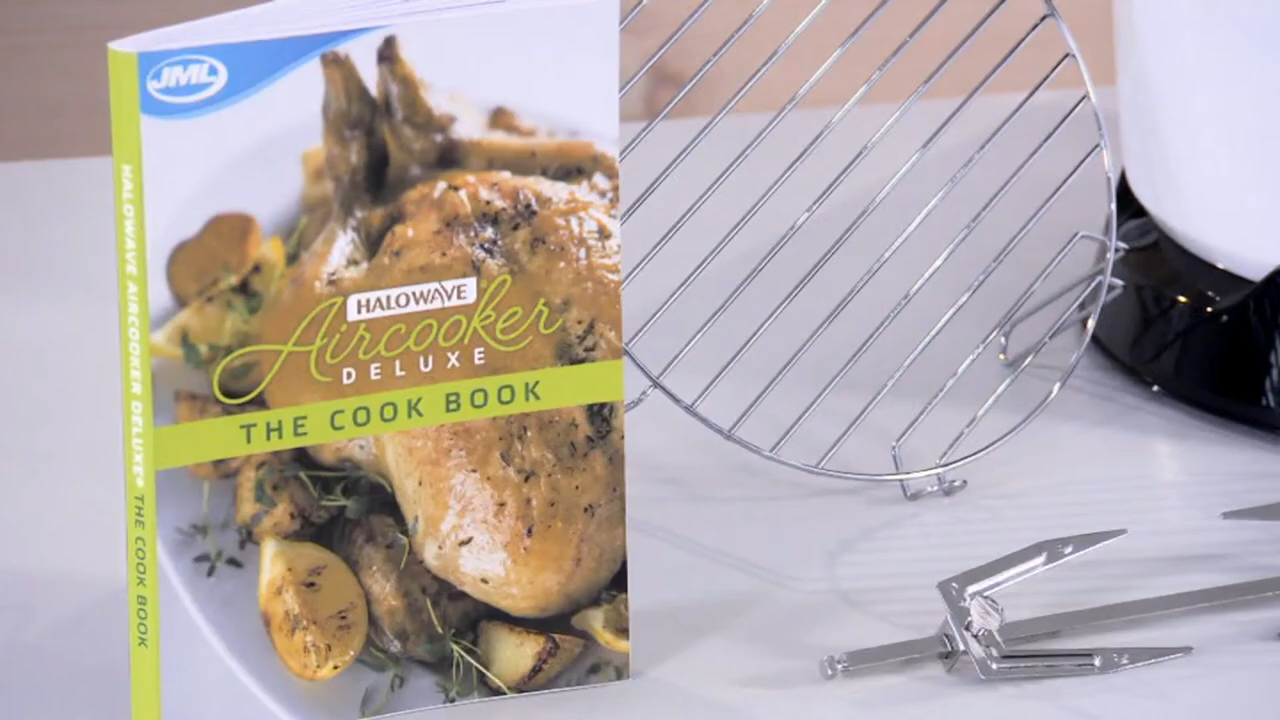 JML
HALOWAVE
Aircooker
DELUXE
THE COOK BOOK
HALOWAVE AIRCOOKER DELUXE+ THE COOK BOOK